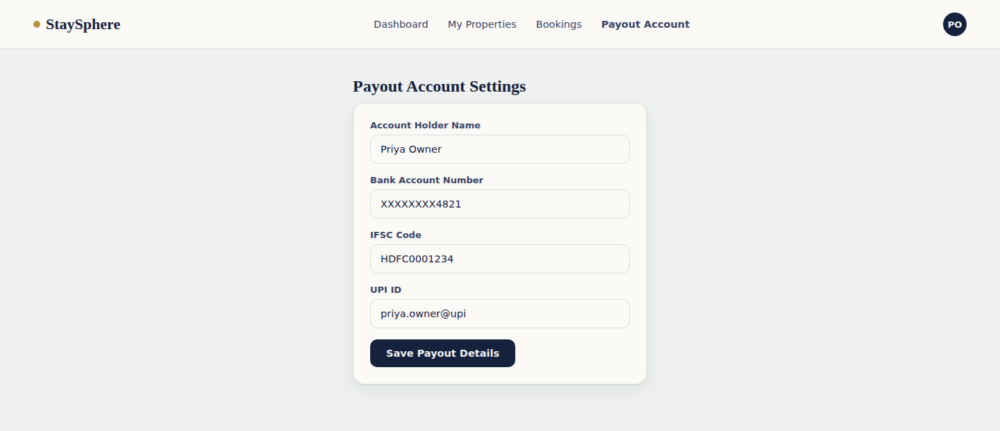 StaySphere
Dashboard
My Properties
Bookings
Payout Account
PO
Payout Account Settings
Account Holder Name
Priya Owner
Bank Account Number
XXXXXXXX4821
IFSC Code
HDFC0001234
UPI ID
priya.owner@upi
Save Payout Details